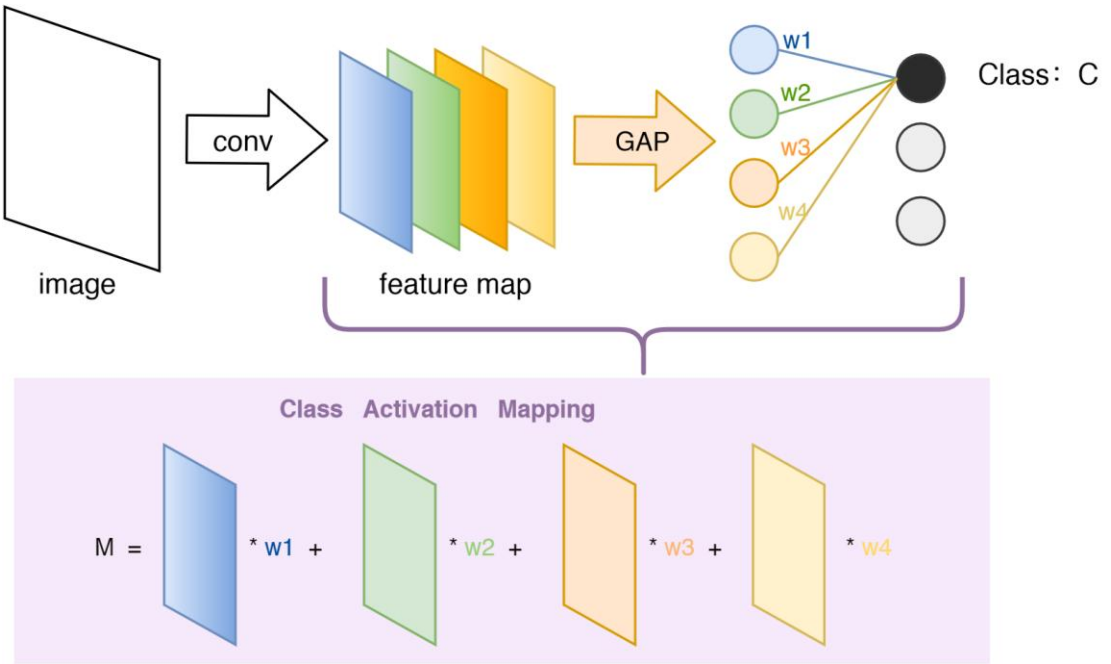 w1
w2
w3
w4
Class：C
conv
GAP
image
feature map
Class Activation Mapping
M = * w1 + * w2 + * w3 + * w4